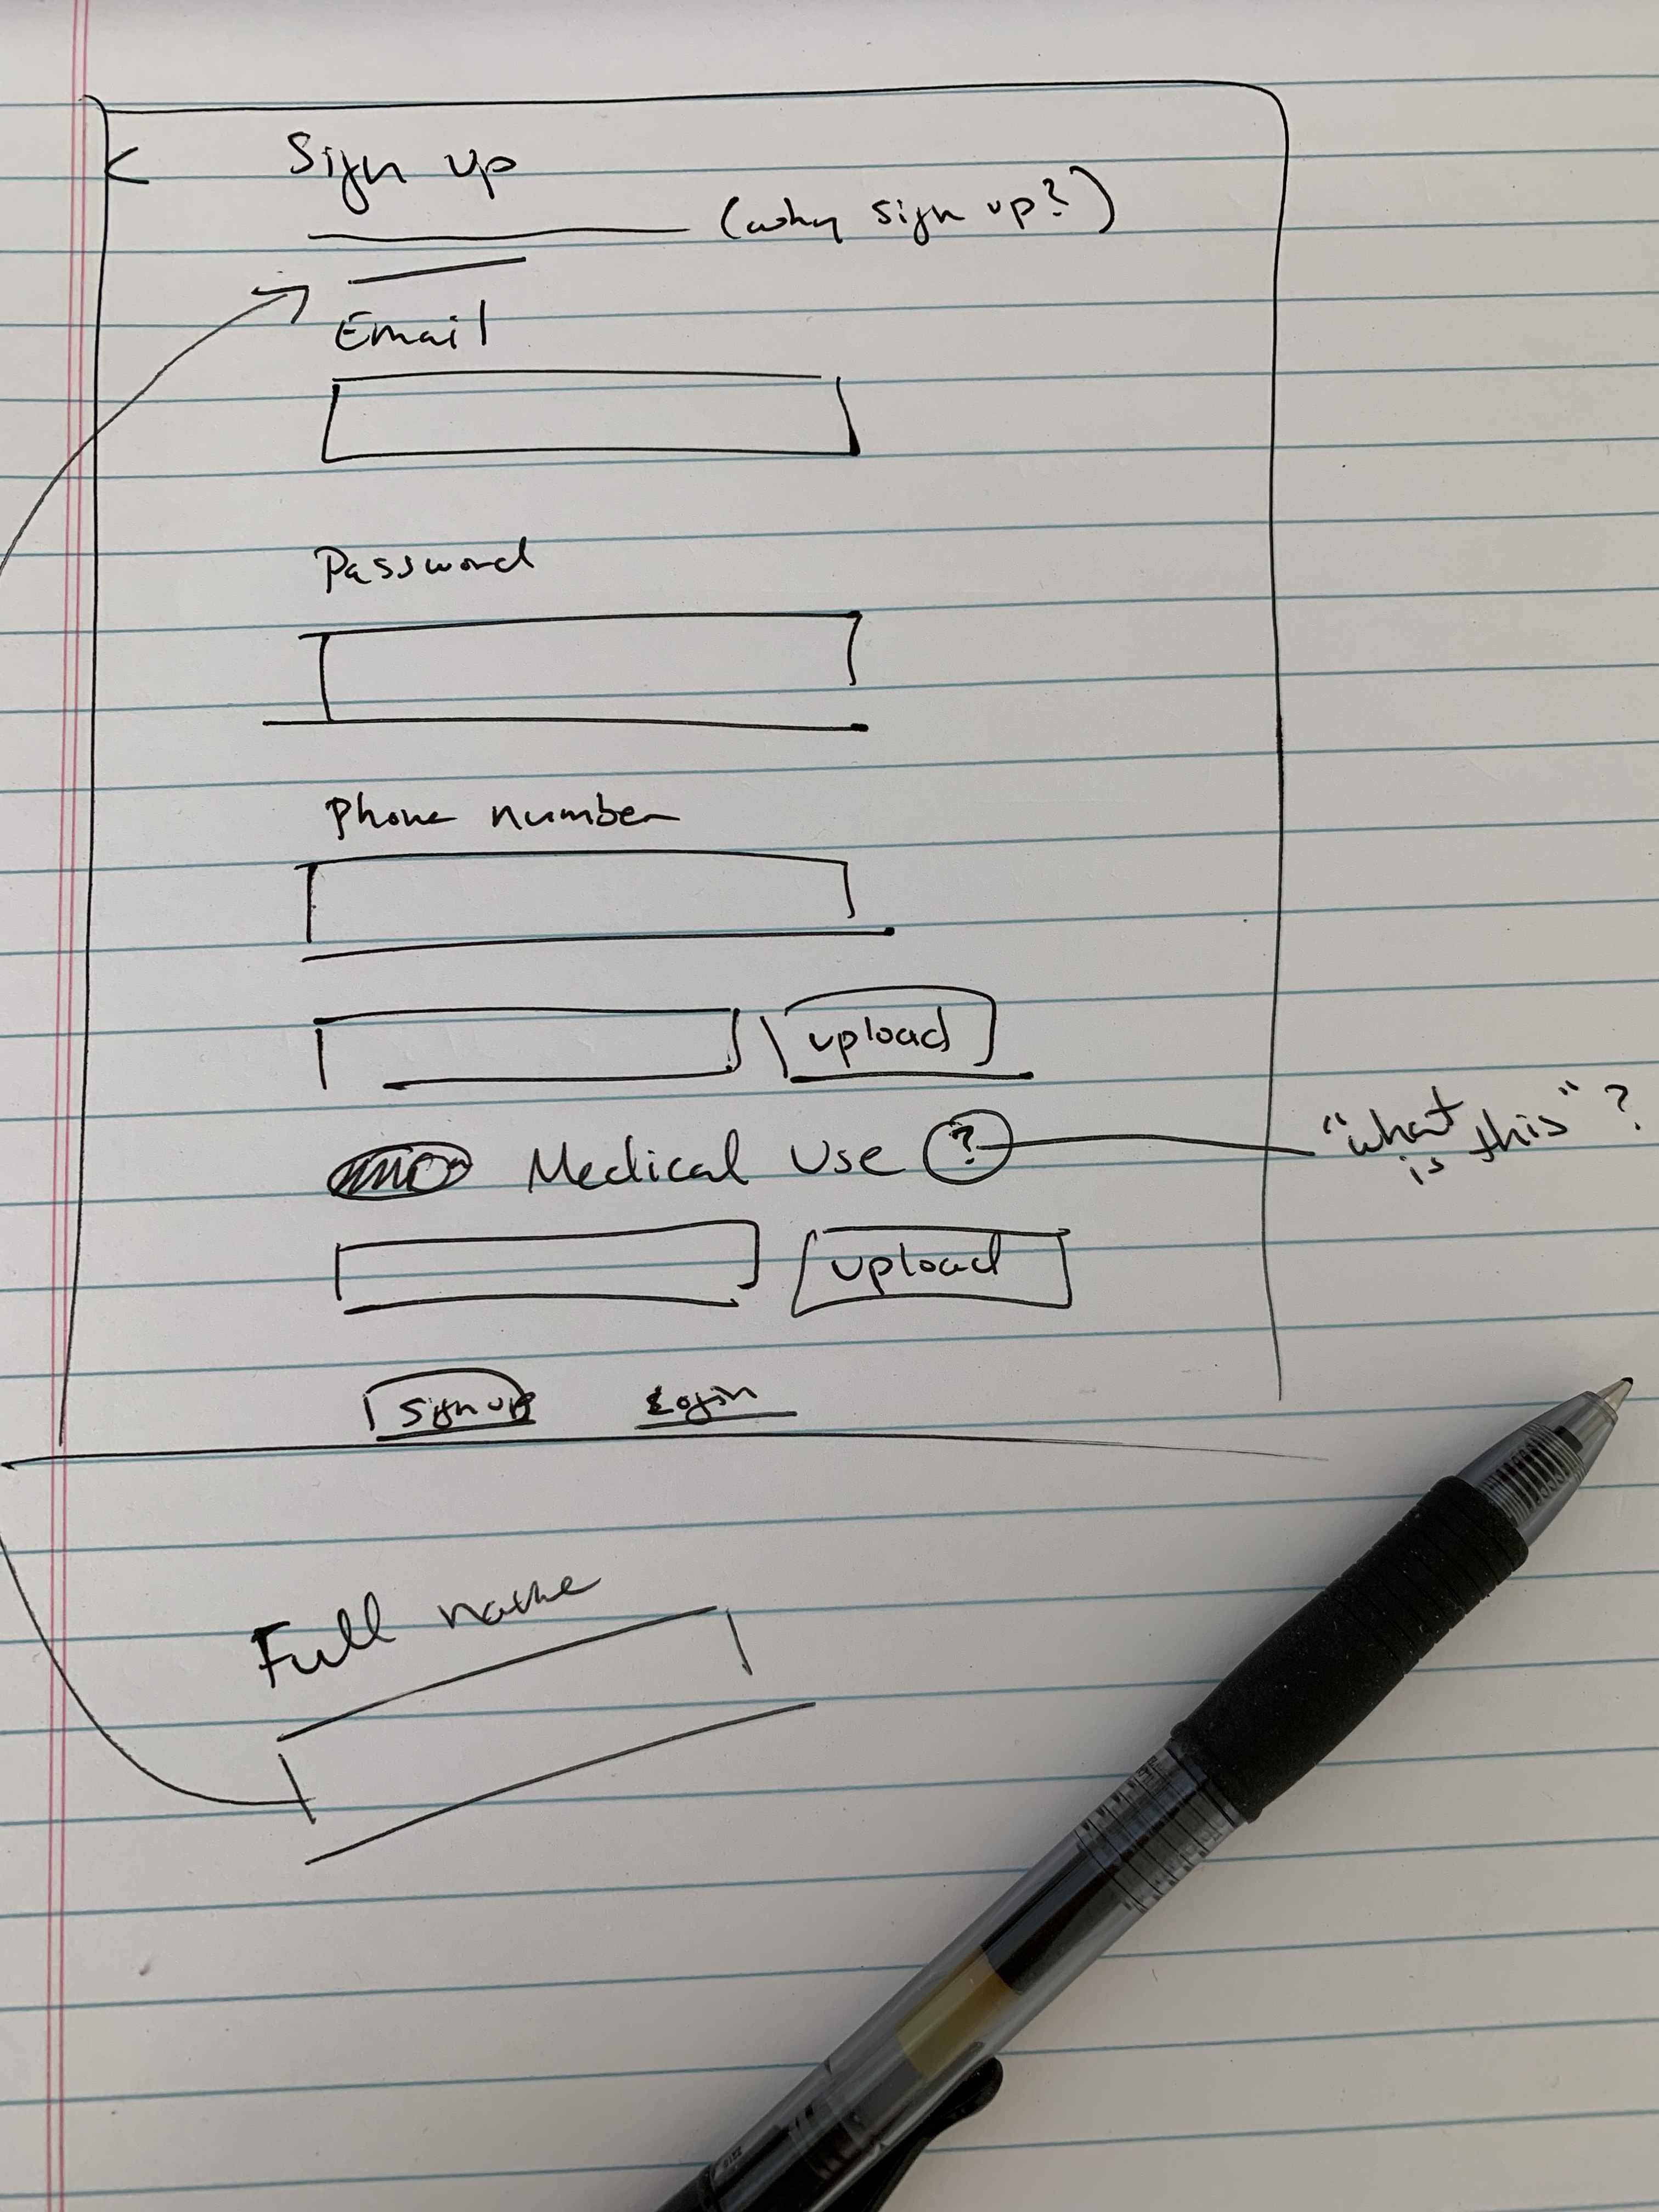 < Sign up
(why sign up?)
Email
Password
Phone number
upload
Medical Use ?
"what is this"?
upload
Sign up Login
Full name